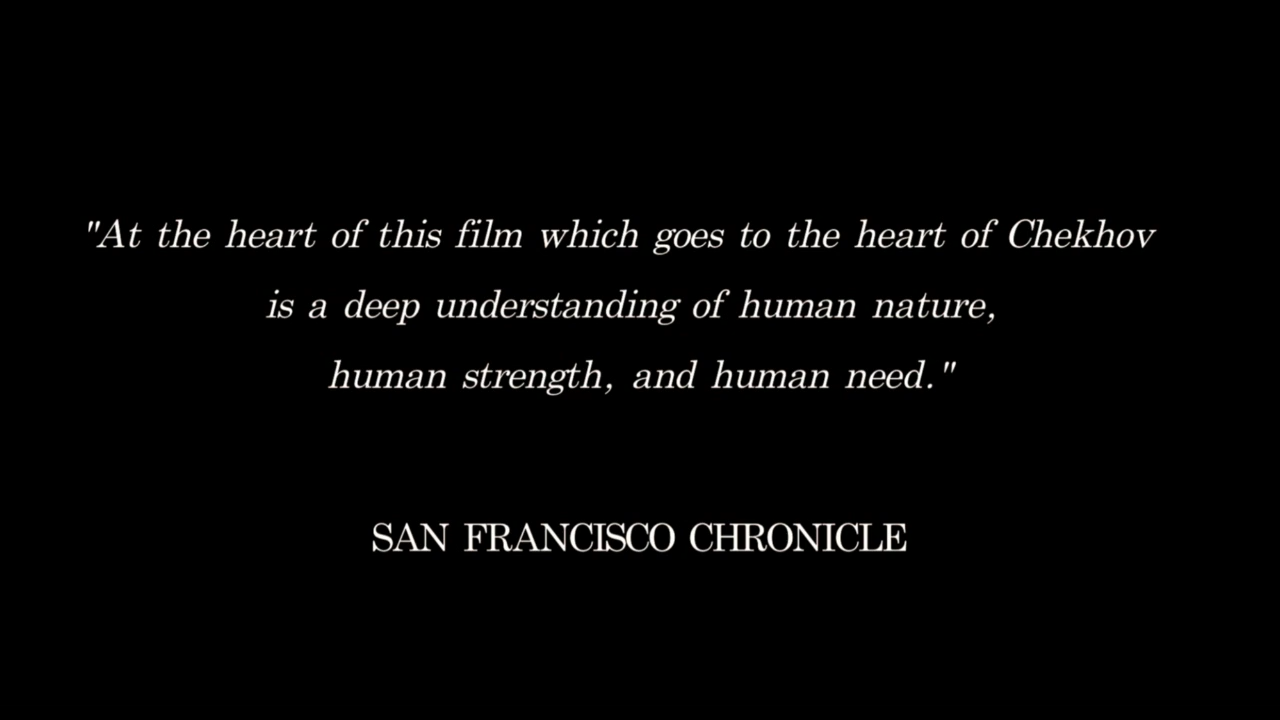 "At the heart of this film which goes to the heart of Chekhov
is a deep understanding of human nature,
human strength, and human need."
SAN FRANCISCO CHRONICLE